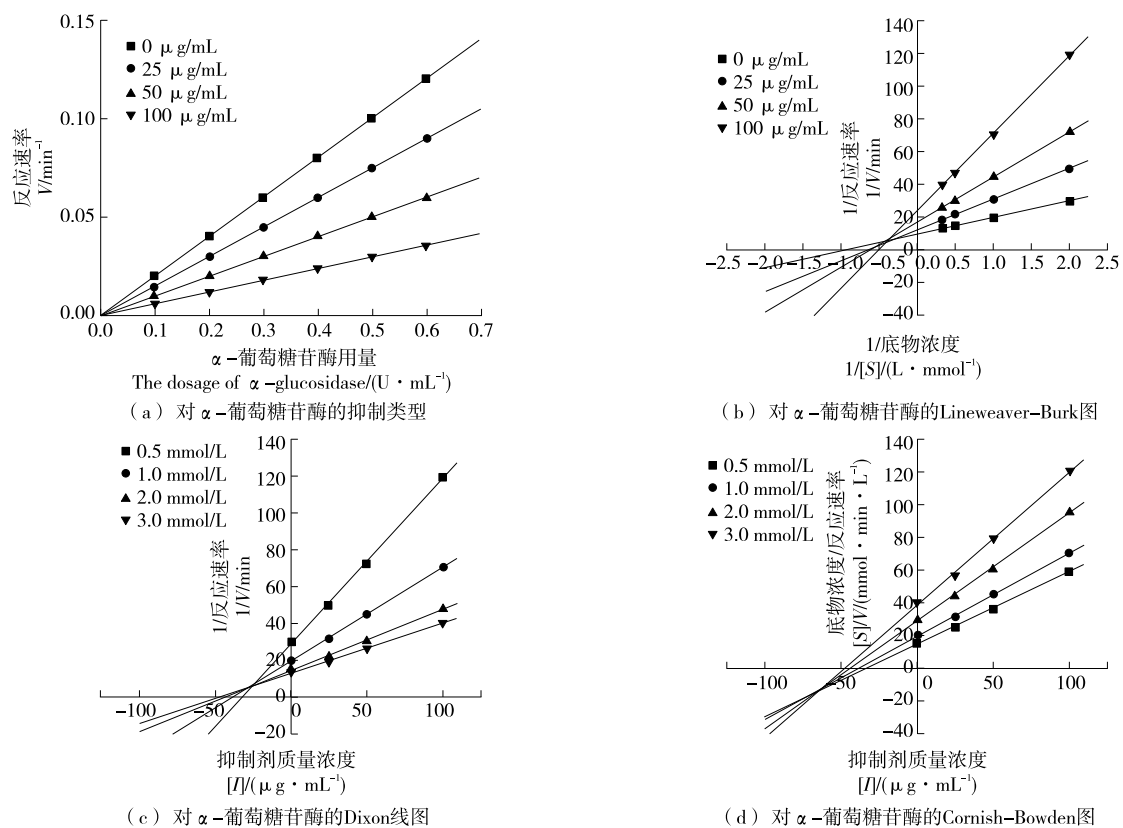 0.15
0.10
0.05
0.00
0.0 0.1 0.2 0.3 0.4 0.5 0.6 0.7
■ 0 μg/mL
● 25 μg/mL
▲ 50 μg/mL
▼ 100 μg/mL
反应速率
V/min⁻¹
α-葡萄糖苷酶用量
The dosage of α-glucosidase/(U·mL⁻¹)
(a) 对α-葡萄糖苷酶的抑制类型
140
120
100
80
60
40
20
0
-20
-40
-2.5 -2.0 -1.5 -1.0 -0.5 0.0 0.5 1.0 1.5 2.0 2.5
■ 0 μg/mL
● 25 μg/mL
▲ 50 μg/mL
▼ 100 μg/mL
1/反应速率
1/V/min
1/底物浓度
1/[S]/(L·mmol⁻¹)
(b) 对α-葡萄糖苷酶的Lineweaver-Burk图
■ 0.5 mmol/L
● 1.0 mmol/L
▲ 2.0 mmol/L
▼ 3.0 mmol/L
140
120
100
80
60
40
20
0
-20
-100 -50 0 50 100
1/反应速率
1/V/min
抑制剂质量浓度
[I]/(μg·mL⁻¹)
(c) 对α-葡萄糖苷酶的Dixon线图
■ 0.5 mmol/L
● 1.0 mmol/L
▲ 2.0 mmol/L
▼ 3.0 mmol/L
140
120
100
80
60
40
20
0
-20
-40
-100 -50 0 50 100
底物浓度/反应速率
[S]/V/(mmol·min·L⁻¹)
抑制剂质量浓度
[I]/(μg·mL⁻¹)
(d) 对α-葡萄糖苷酶的Cornish-Bowden图